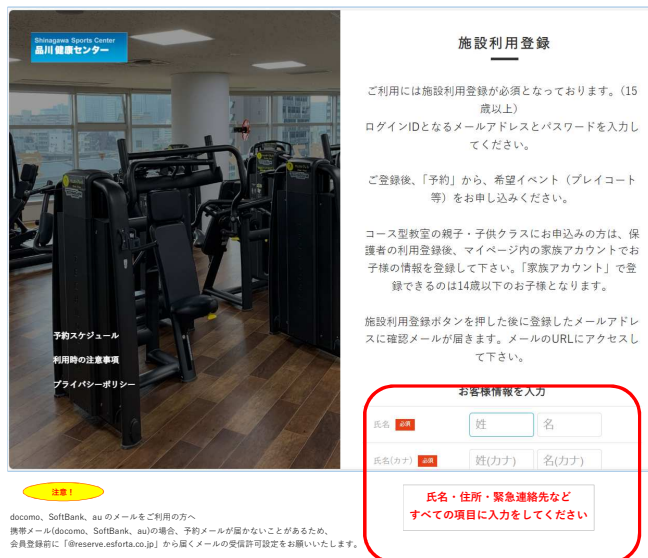 Shinagawa Sports Center
品川健康センター
予約スケジュール
利用時の注意事項
プライバシーポリシー
施設利用登録
ご利用には施設利用登録が必須となっております。(15
歳以上)
ログインIDとなるメールアドレスとパスワードを入力し
てください。
ご登録後、「予約」から、希望イベント（プレイコート
等）をお申し込みください。
コース型教室の親子・子供クラスにお申込みの方は、保
護者の利用登録後、マイページ内の家族アカウントでお
子様の情報を登録して下さい。「家族アカウント」で登
録できるのは14歳以下のお子様となります。
施設利用登録ボタンを押した後に登録したメールアドレ
スに確認メールが届きます。メールのURLにアクセスし
て下さい。
お客様情報を入力
氏名 必須 姓 名
氏名(カナ) 必須 姓(カナ) 名(カナ)
氏名・住所・緊急連絡先など
すべての項目に入力をしてください
注意！
docomo、SoftBank、au のメールをご利用の方へ
携帯メール(docomo、SoftBank、au)の場合、予約メールが届かないことがあるため、
会員登録前に「@reserve.esforta.co.jp」から届くメールの受信許可設定をお願いいたします。